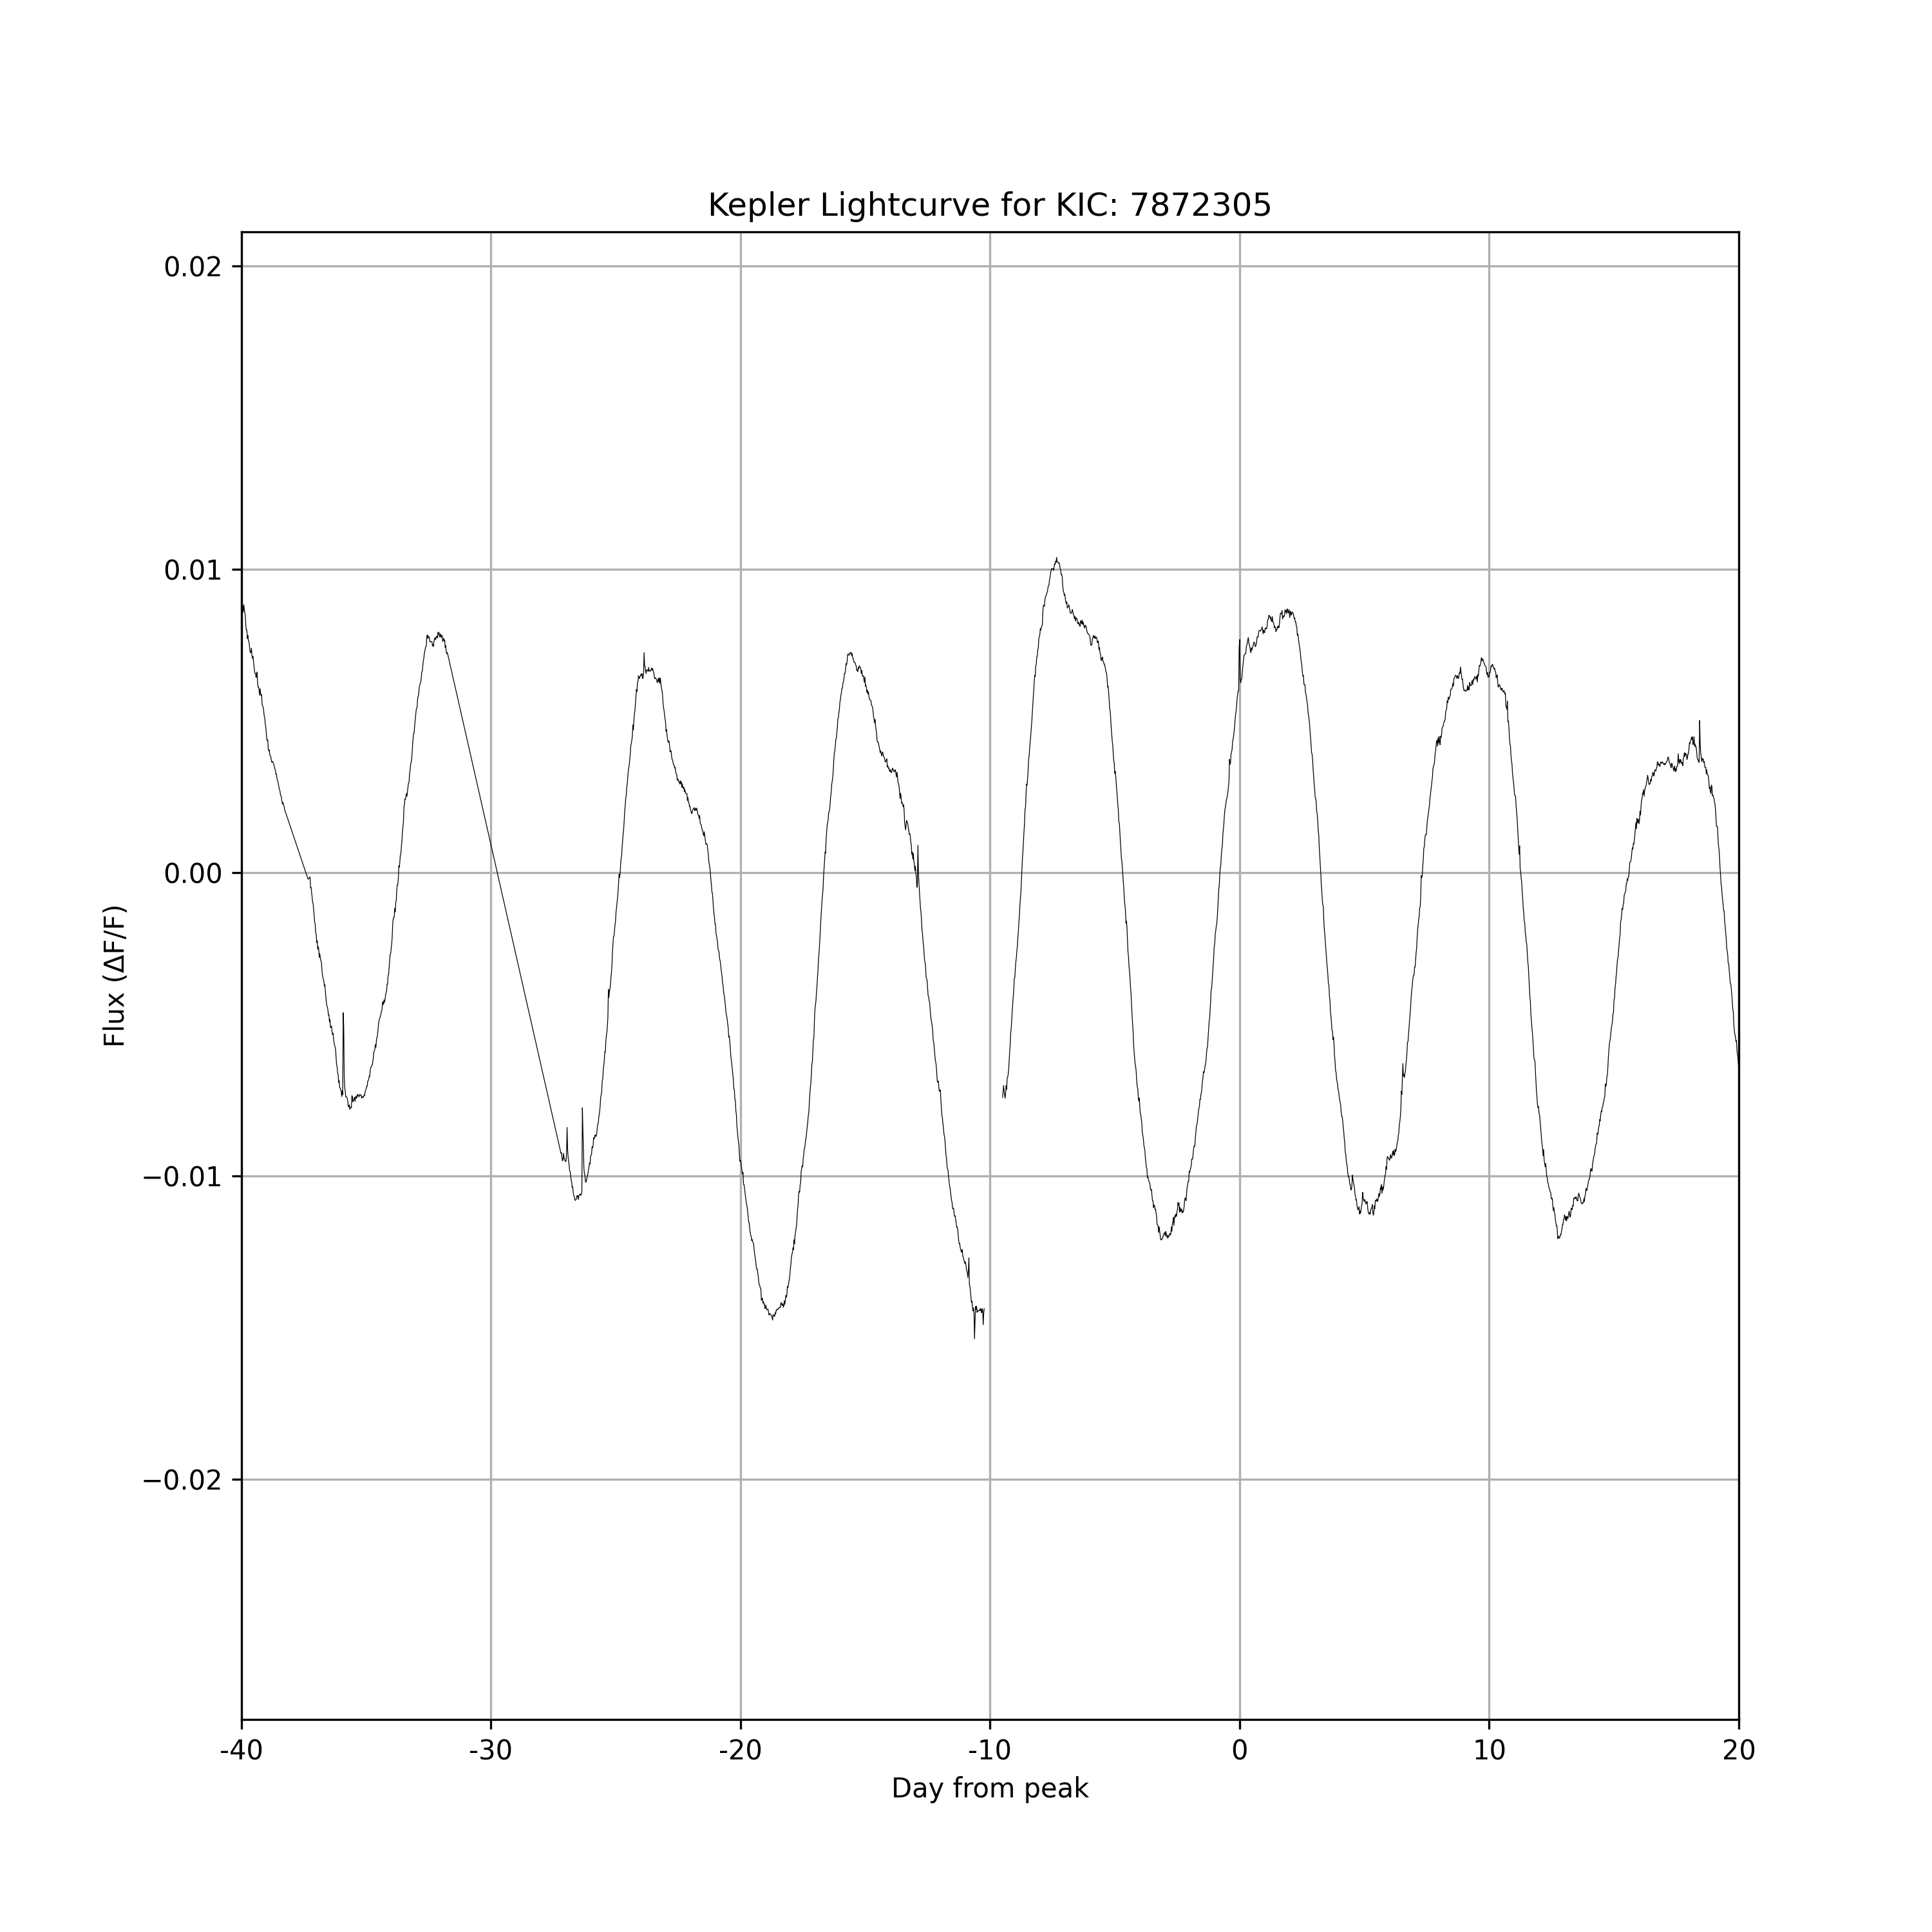 Kepler Lightcurve for KIC: 7872305
0.02
0.01
0.00
−0.01
−0.02
Flux (ΔF/F)
-40 -30 -20 -10 0 10 20
Day from peak